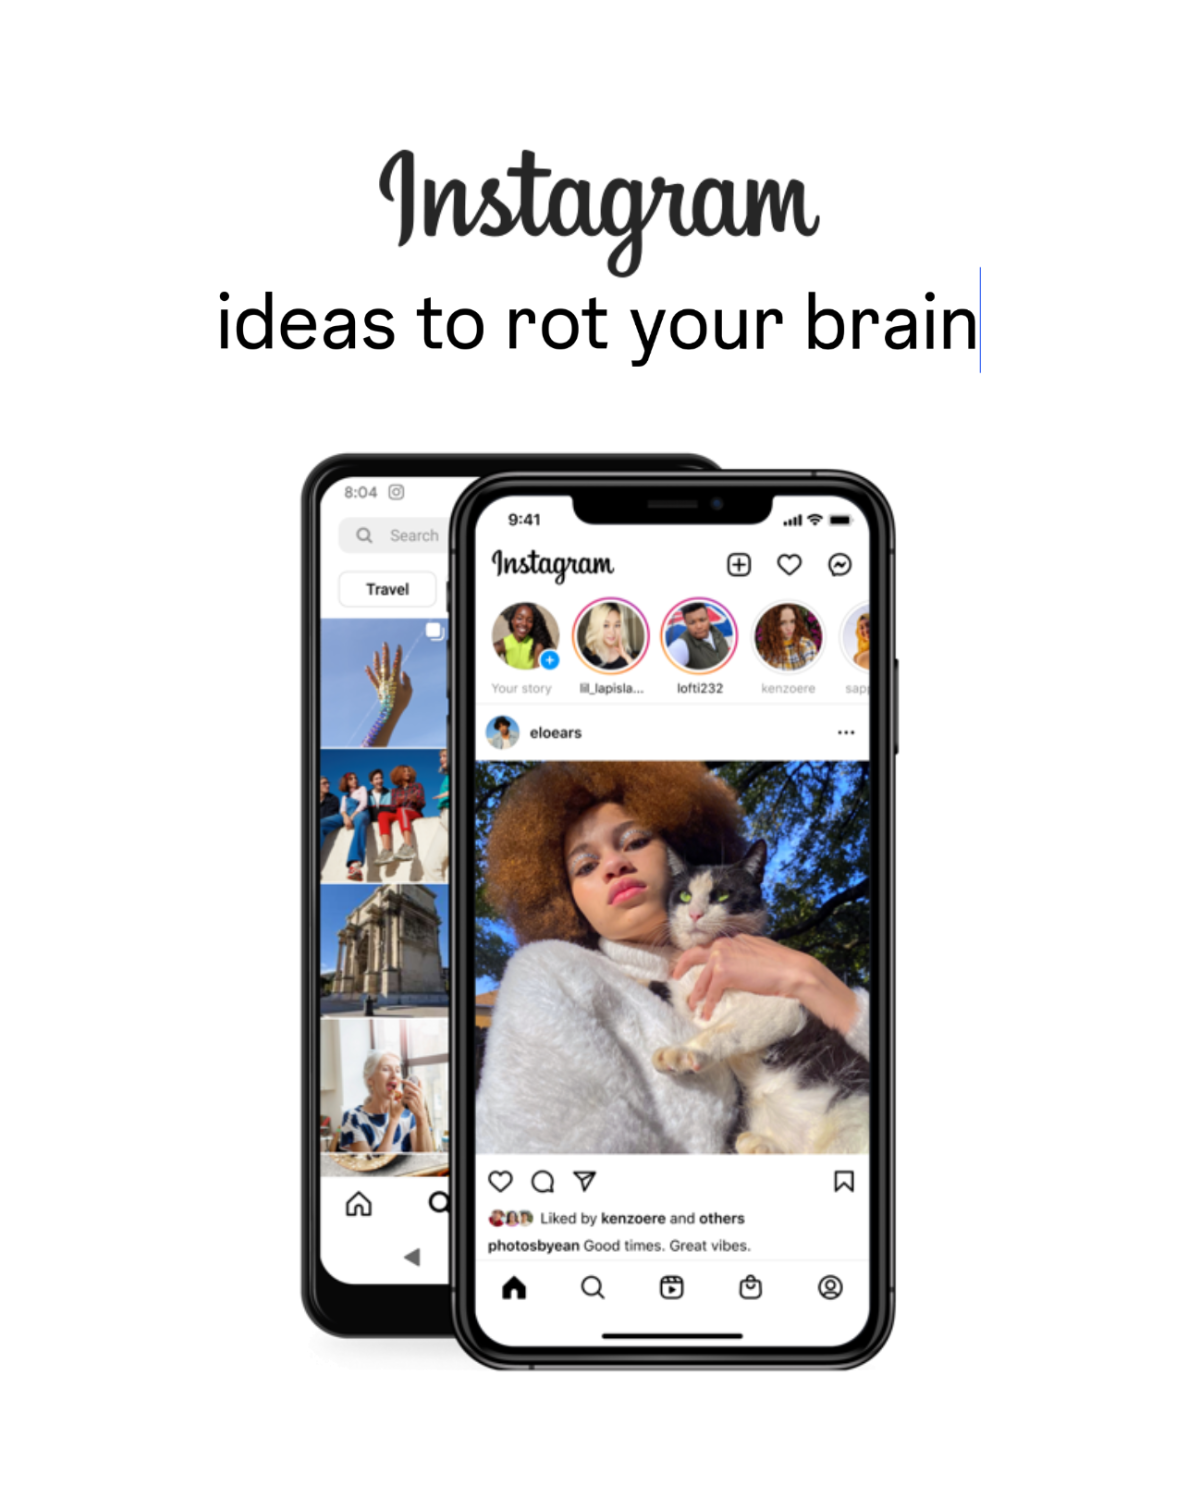 Instagram
ideas to rot your brain
8:04
Search
Travel
9:41
Instagram
Your story
lil_lapisla...
lofti232
kenzoere
sapp
eloears
Liked by kenzoere and others
photosbyean Good times. Great vibes.